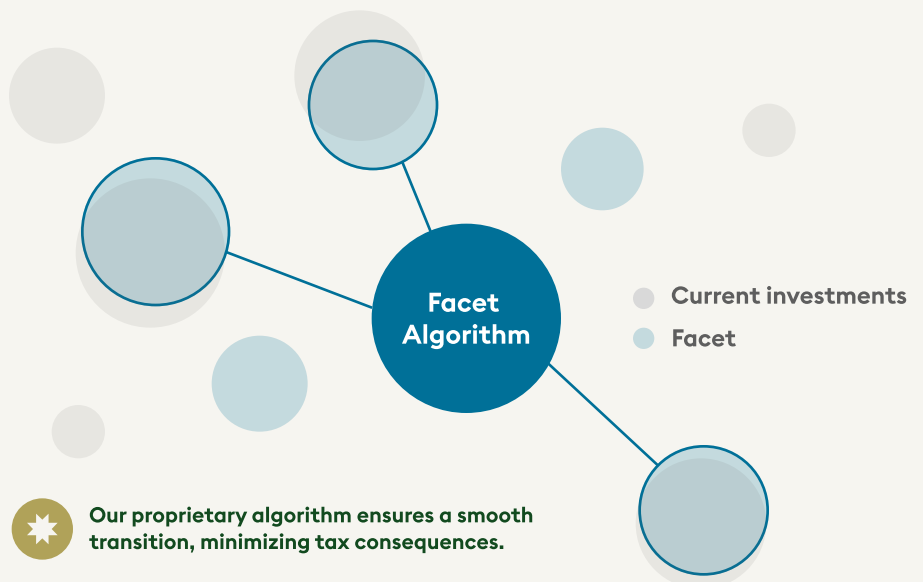 Facet
Algorithm
Current investments
Facet
Our proprietary algorithm ensures a smooth
transition, minimizing tax consequences.